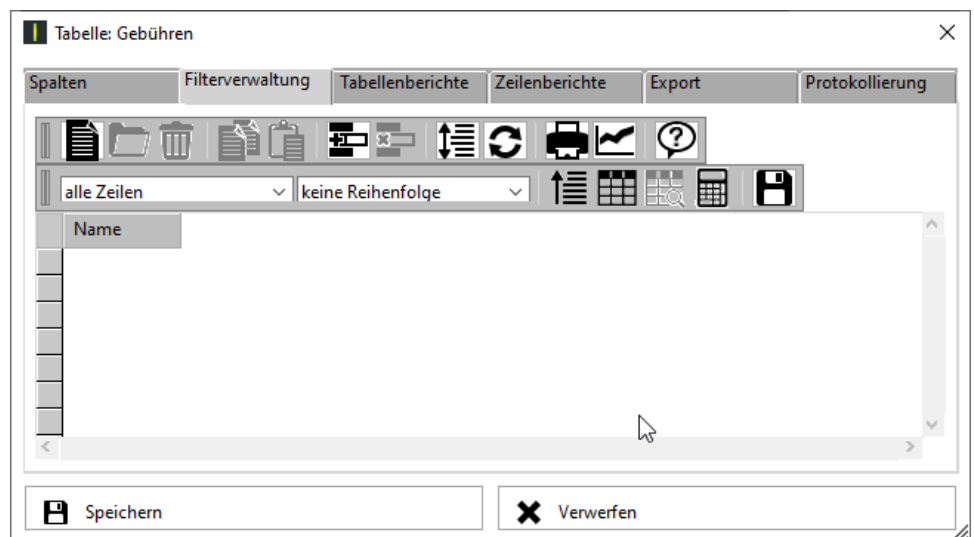 Tabelle: Gebühren
Spalten Filterverwaltung Tabellenberichte Zeilenberichte Export Protokollierung
alle Zeilen keine Reihenfolge
Name
Speichern Verwerfen